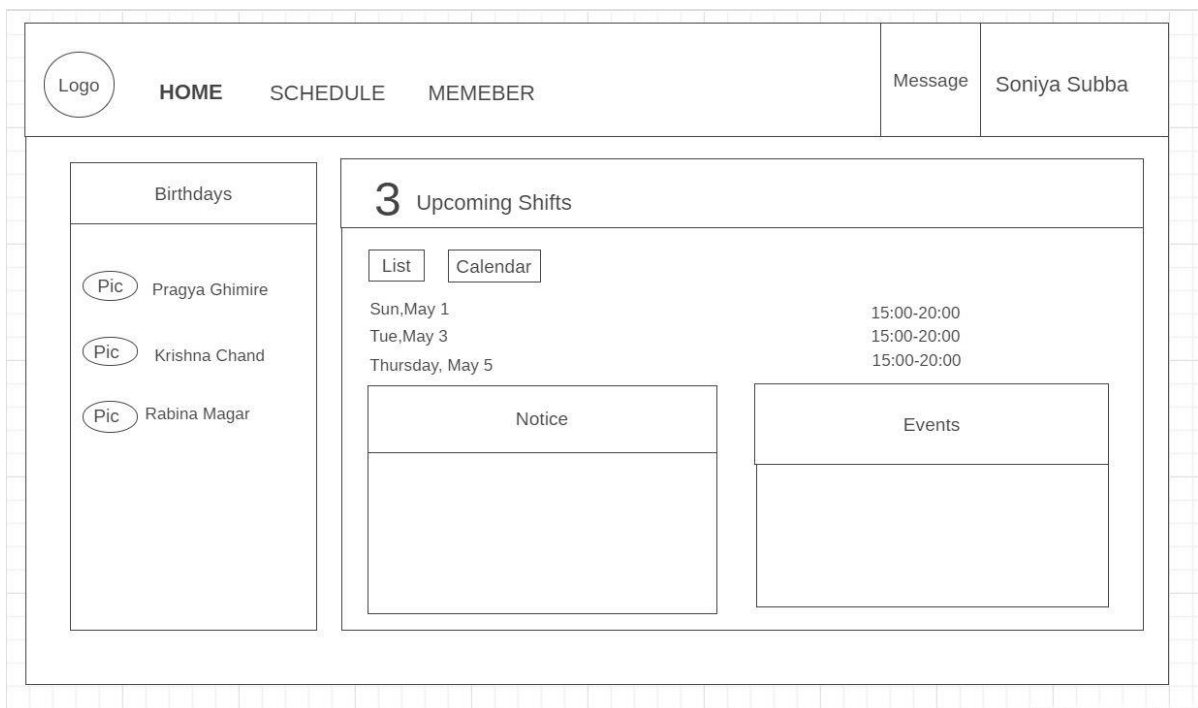 Logo
HOME SCHEDULE MEMEBER
Message
Soniya Subba
Birthdays
Pic Pragya Ghimire
Pic Krishna Chand
Pic Rabina Magar
3 Upcoming Shifts
List Calendar
Sun,May 1 15:00-20:00
Tue,May 3 15:00-20:00
Thursday, May 5 15:00-20:00
Notice
Events